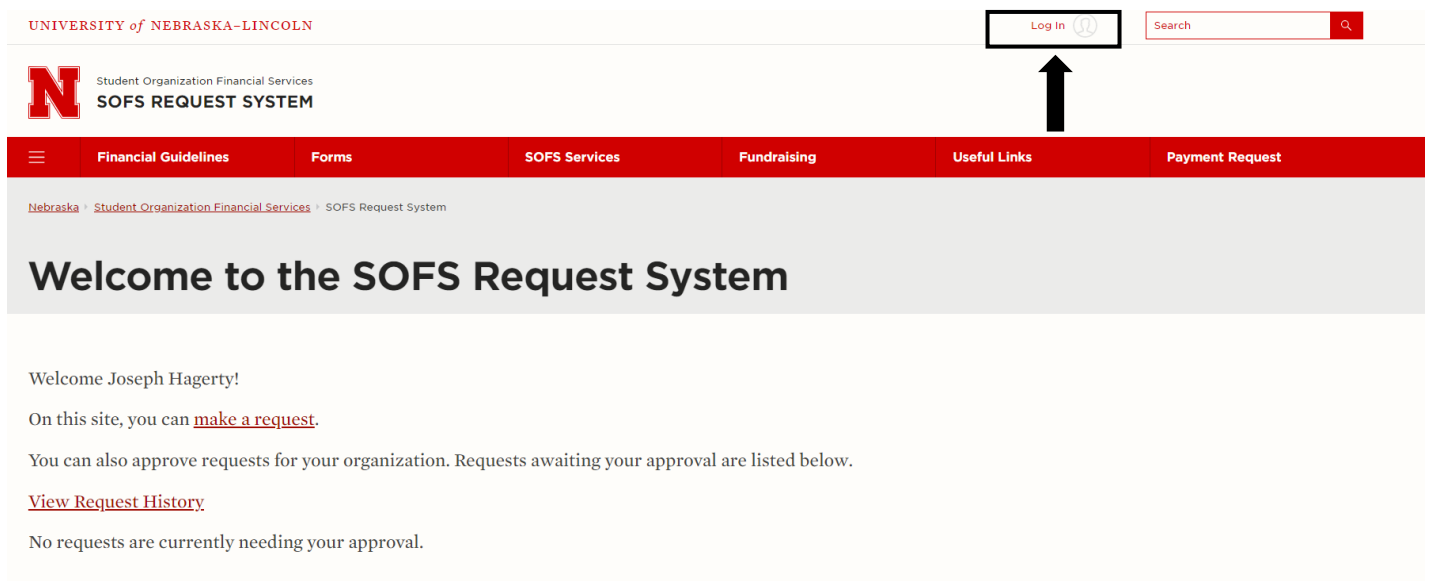 UNIVERSITY of NEBRASKA–LINCOLN
Log In
Search
N
Student Organization Financial Services
SOFS REQUEST SYSTEM
Financial Guidelines
Forms
SOFS Services
Fundraising
Useful Links
Payment Request
Nebraska › Student Organization Financial Services › SOFS Request System
Welcome to the SOFS Request System
Welcome Joseph Hagerty!
On this site, you can make a request.
You can also approve requests for your organization. Requests awaiting your approval are listed below.
View Request History
No requests are currently needing your approval.